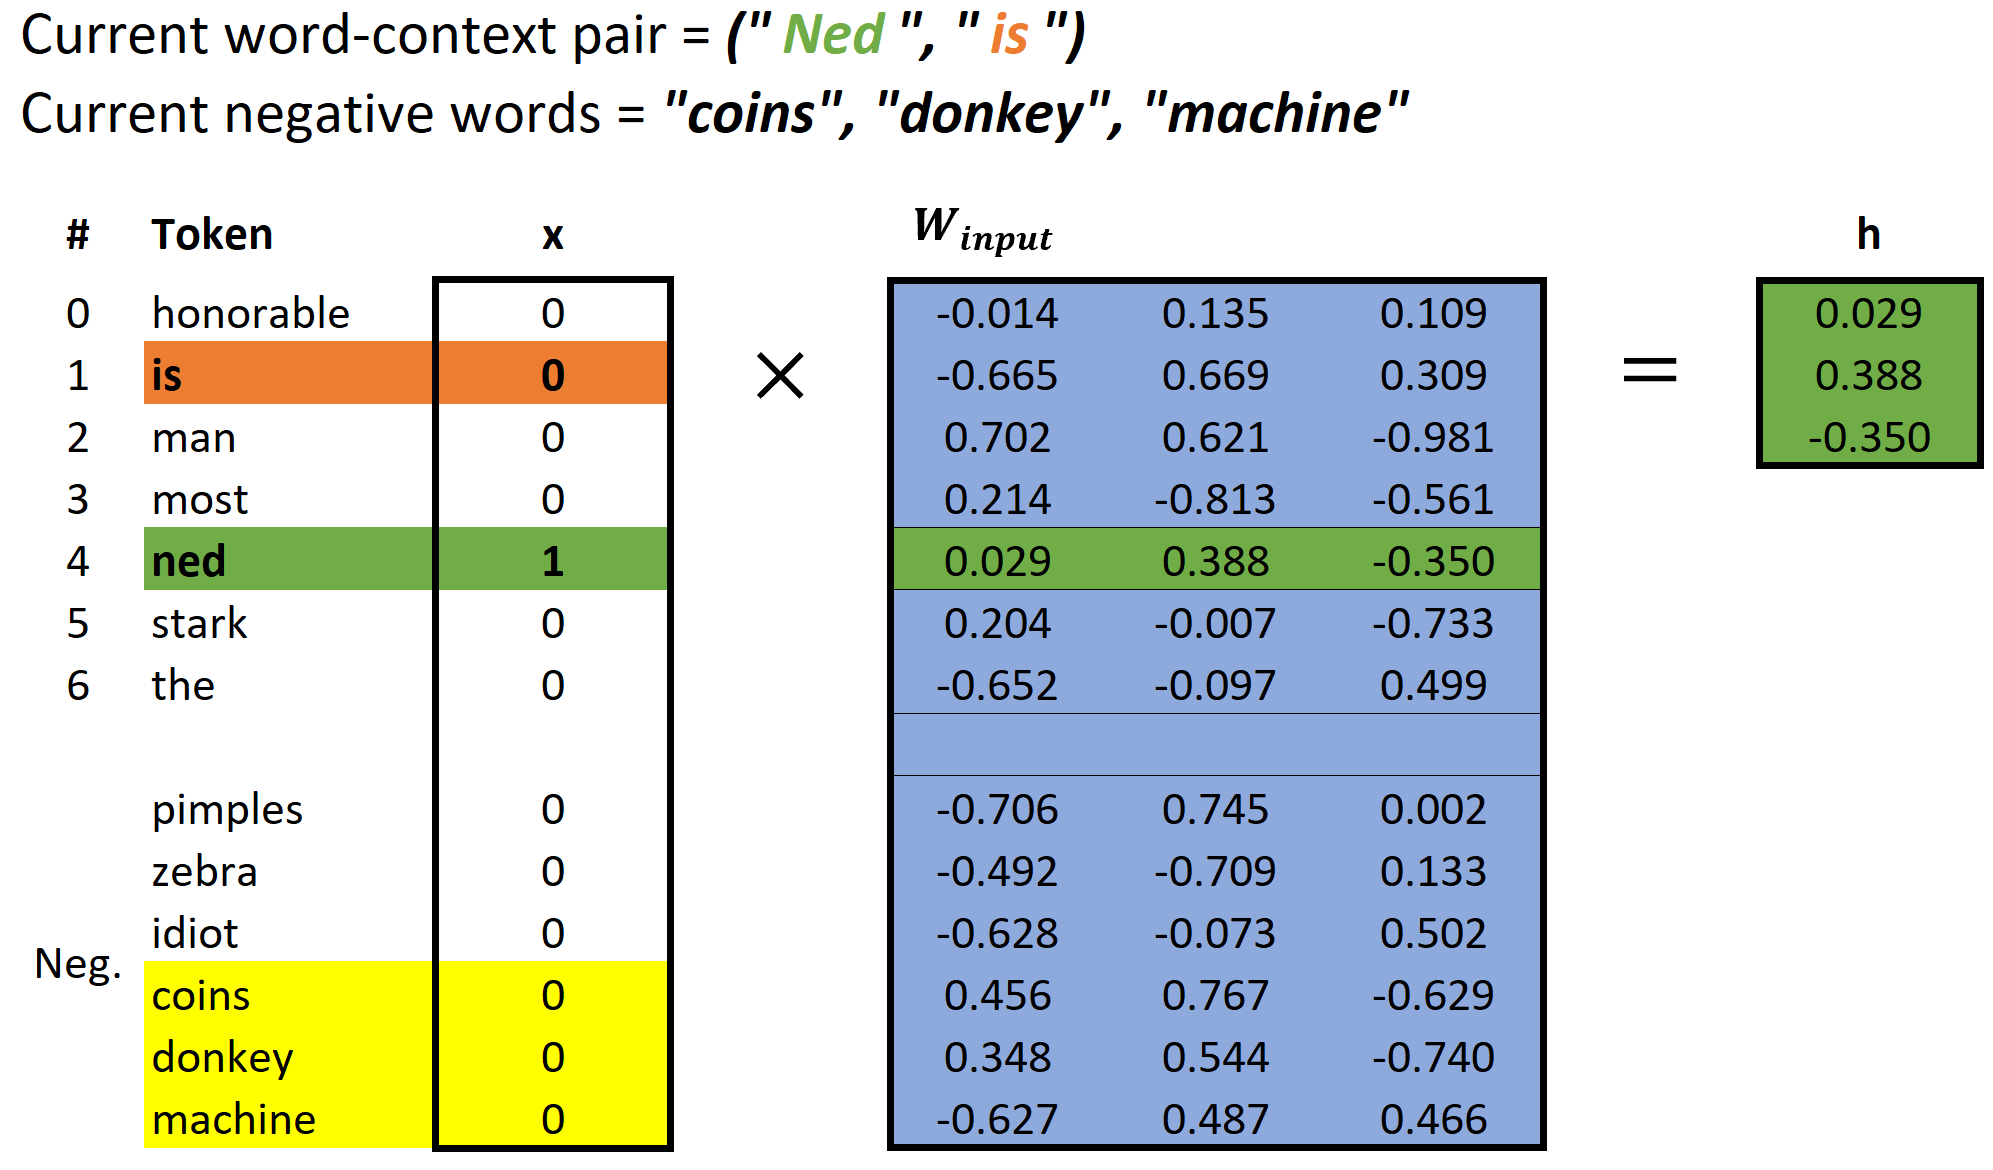 Current word-context pair = (" Ned ", " is ")
Current negative words = "coins", "donkey", "machine"
# Token x W_input h
0 honorable 0 -0.014 0.135 0.109 0.029
1 is 0 × -0.665 0.669 0.309 = 0.388
2 man 0 0.702 0.621 -0.981 -0.350
3 most 0 0.214 -0.813 -0.561
4 ned 1 0.029 0.388 -0.350
5 stark 0 0.204 -0.007 -0.733
6 the 0 -0.652 -0.097 0.499
pimples 0 -0.706 0.745 0.002
zebra 0 -0.492 -0.709 0.133
idiot 0 -0.628 -0.073 0.502
Neg.
coins 0 0.456 0.767 -0.629
donkey 0 0.348 0.544 -0.740
machine 0 -0.627 0.487 0.466